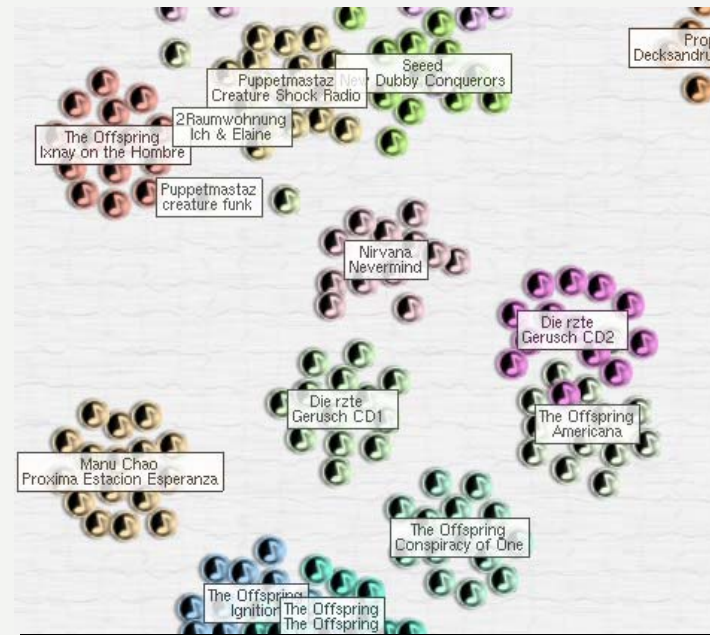 Prop
Decksandru
Seeed
New Dubby Conquerors
Puppetmastaz
Creature Shock Radio
2Raumwohnung
Ich & Elaine
The Offspring
Ixnay on the Hombre
Puppetmastaz
creature funk
Nirvana
Nevermind
Die rzte
Gerusch CD2
Die rzte
Gerusch CD1
The Offspring
Americana
Manu Chao
Proxima Estacion Esperanza
The Offspring
Conspiracy of One
The Offspring
Ignition
The Offspring
The Offspring